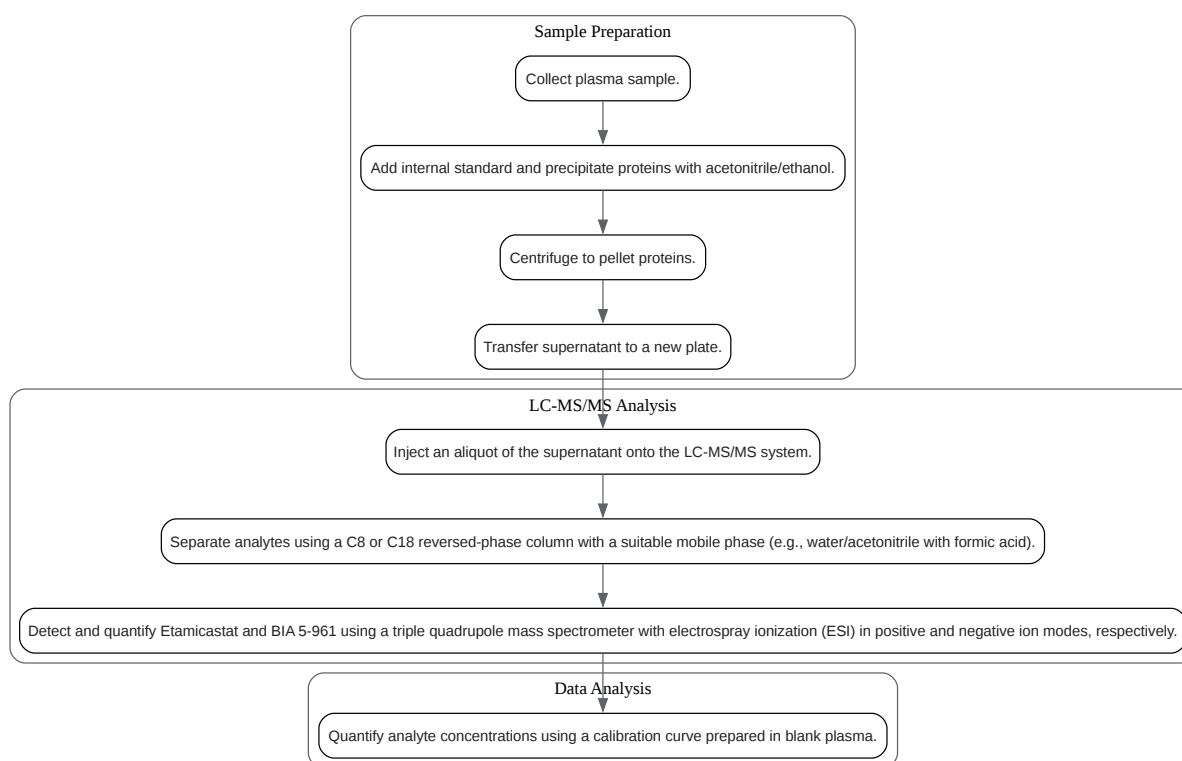 Sample Preparation
Collect plasma sample.
Add internal standard and precipitate proteins with acetonitrile/ethanol.
Centrifuge to pellet proteins.
Transfer supernatant to a new plate.
LC-MS/MS Analysis
Inject an aliquot of the supernatant onto the LC-MS/MS system.
Separate analytes using a C8 or C18 reversed-phase column with a suitable mobile phase (e.g., water/acetonitrile with formic acid).
Detect and quantify Etamicastat and BIA 5-961 using a triple quadrupole mass spectrometer with electrospray ionization (ESI) in positive and negative ion modes, respectively.
Data Analysis
Quantify analyte concentrations using a calibration curve prepared in blank plasma.